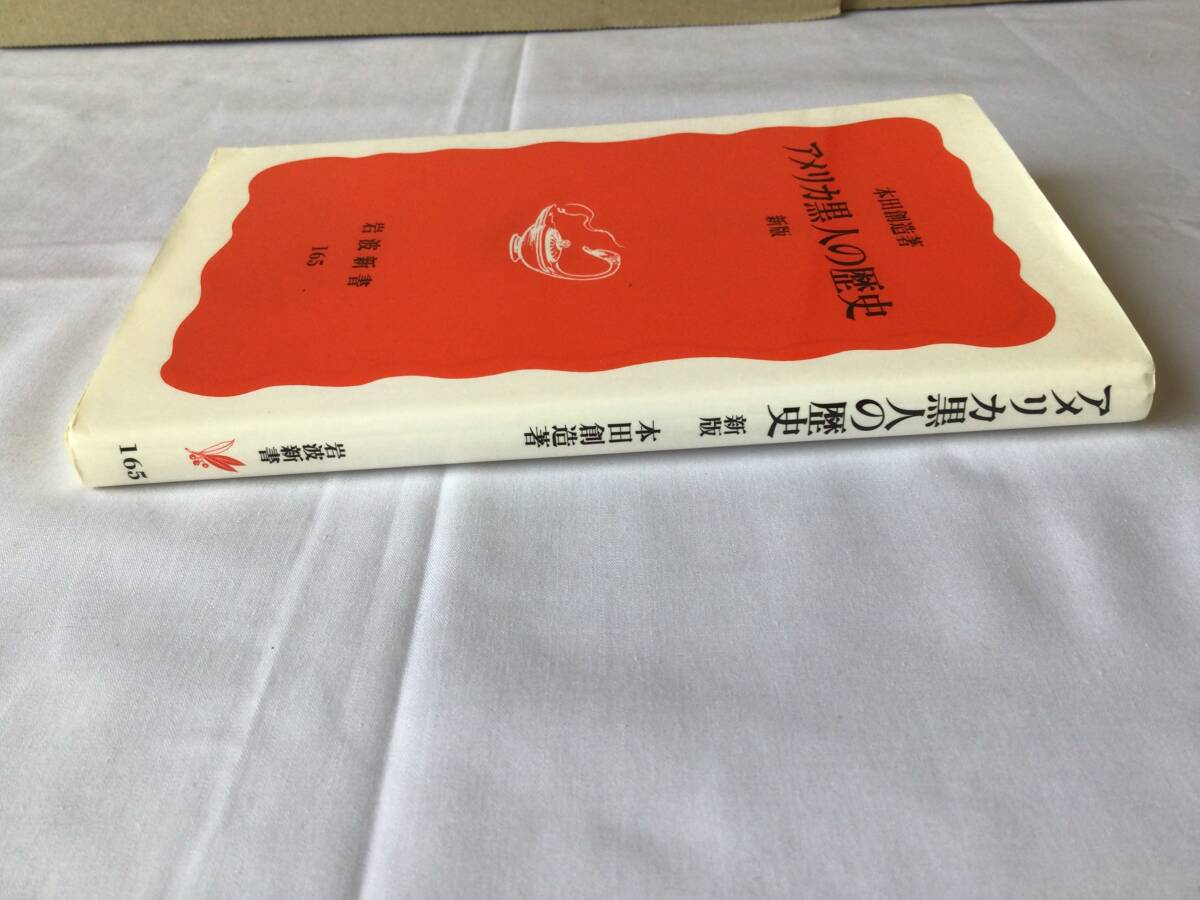 アメリカ黒人の歴史
新版
本田創造著
岩波新書
165
アメリカ黒人の歴史 新版
本田創造著
岩波新書
165